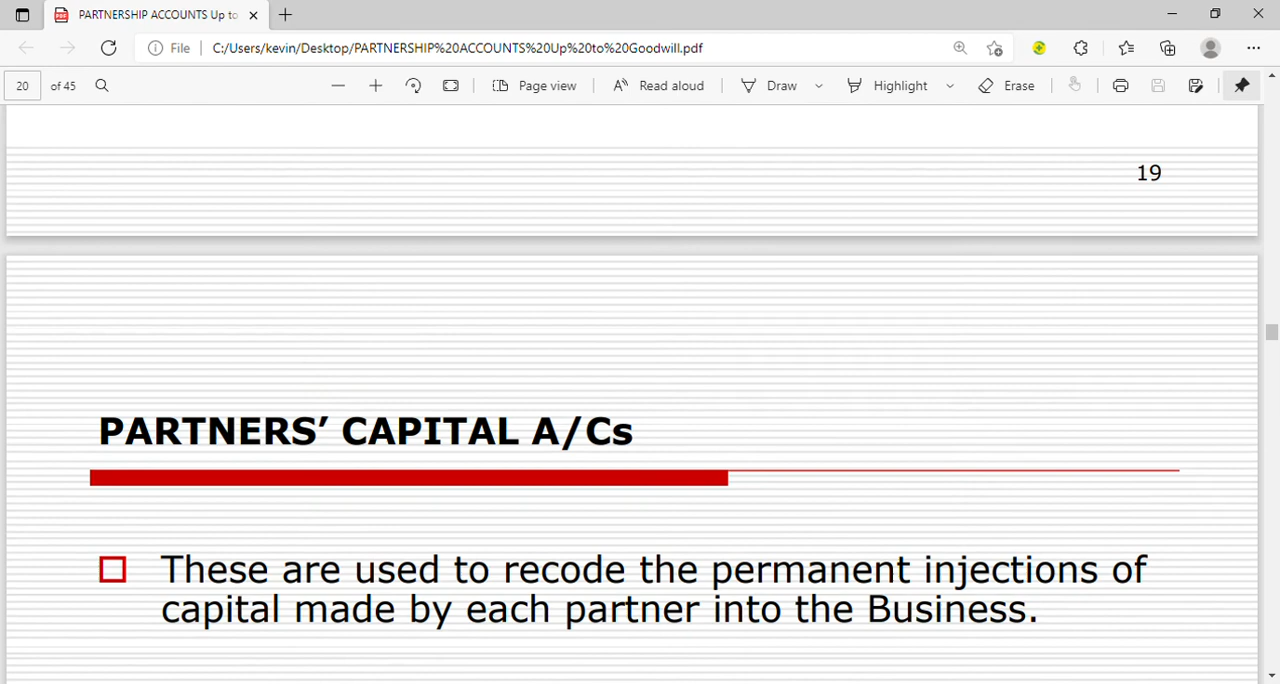 PARTNERSHIP ACCOUNTS Up to
File
C:/Users/kevin/Desktop/PARTNERSHIP%20ACCOUNTS%20Up%20to%20Goodwill.pdf
20 of 45
Page view
Read aloud
Draw
Highlight
Erase
19
PARTNERS’ CAPITAL A/Cs
These are used to recode the permanent injections of
capital made by each partner into the Business.